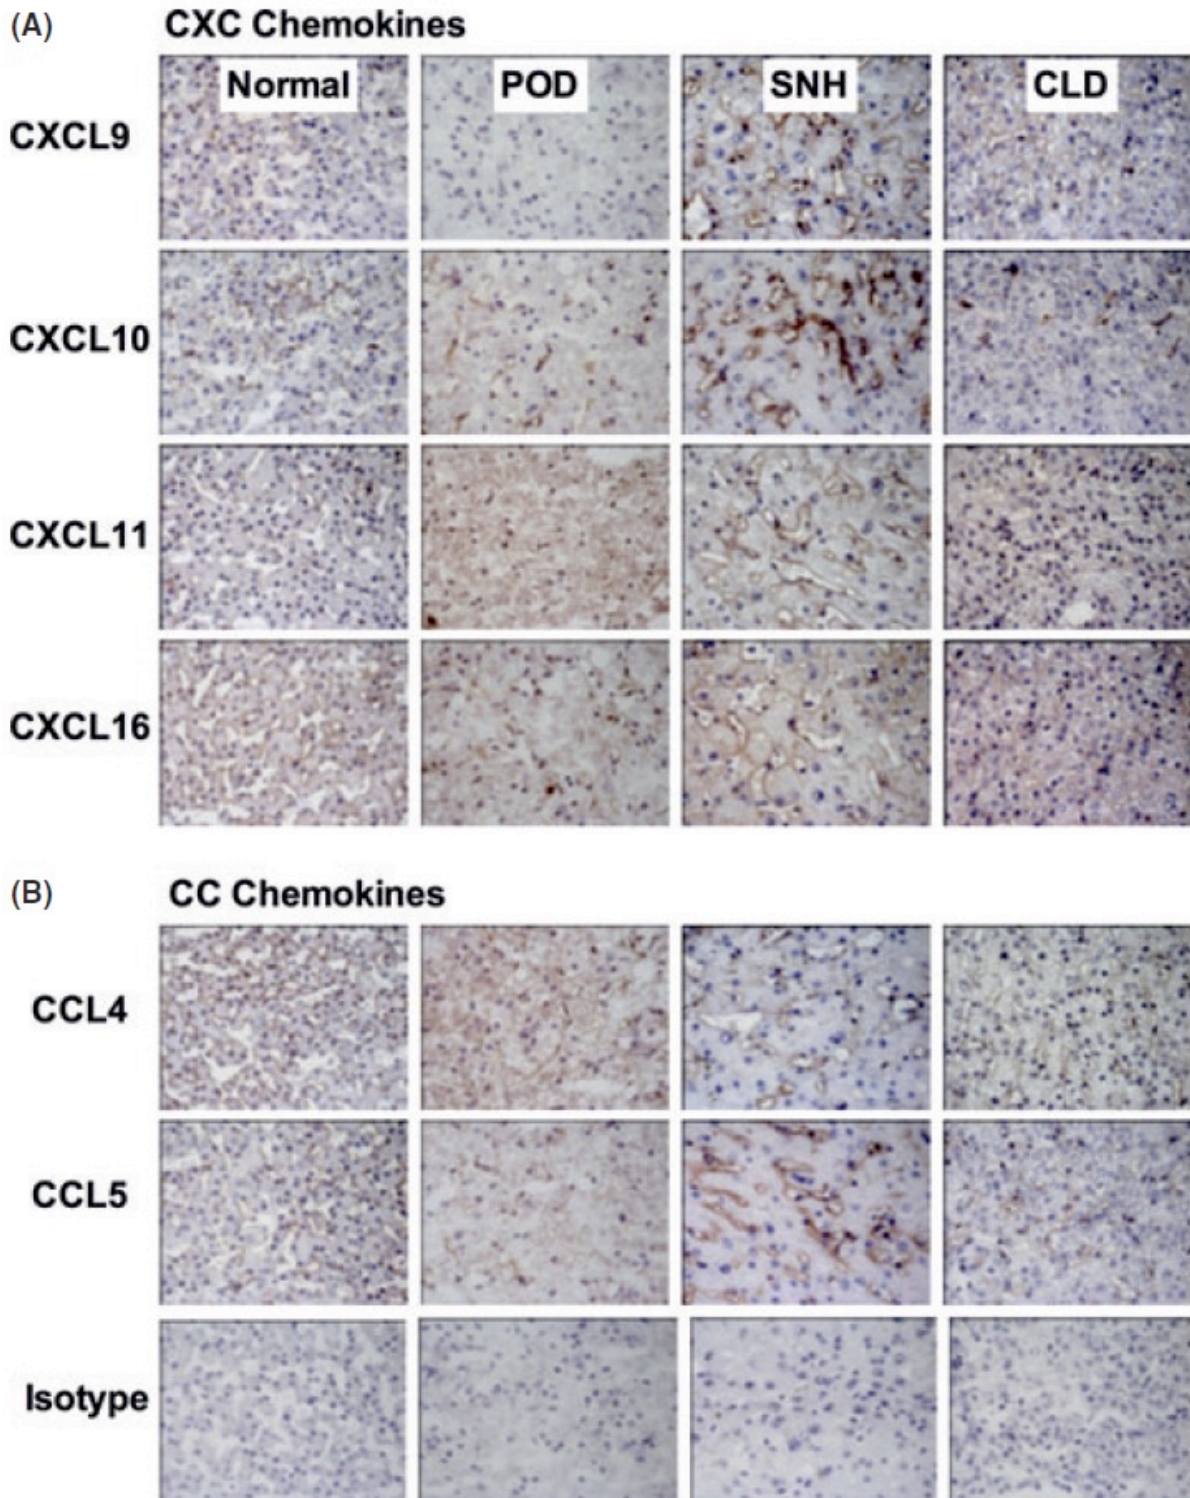 (A) CXC Chemokines
Normal POD SNH CLD
CXCL9
CXCL10
CXCL11
CXCL16
(B) CC Chemokines
CCL4
CCL5
Isotype